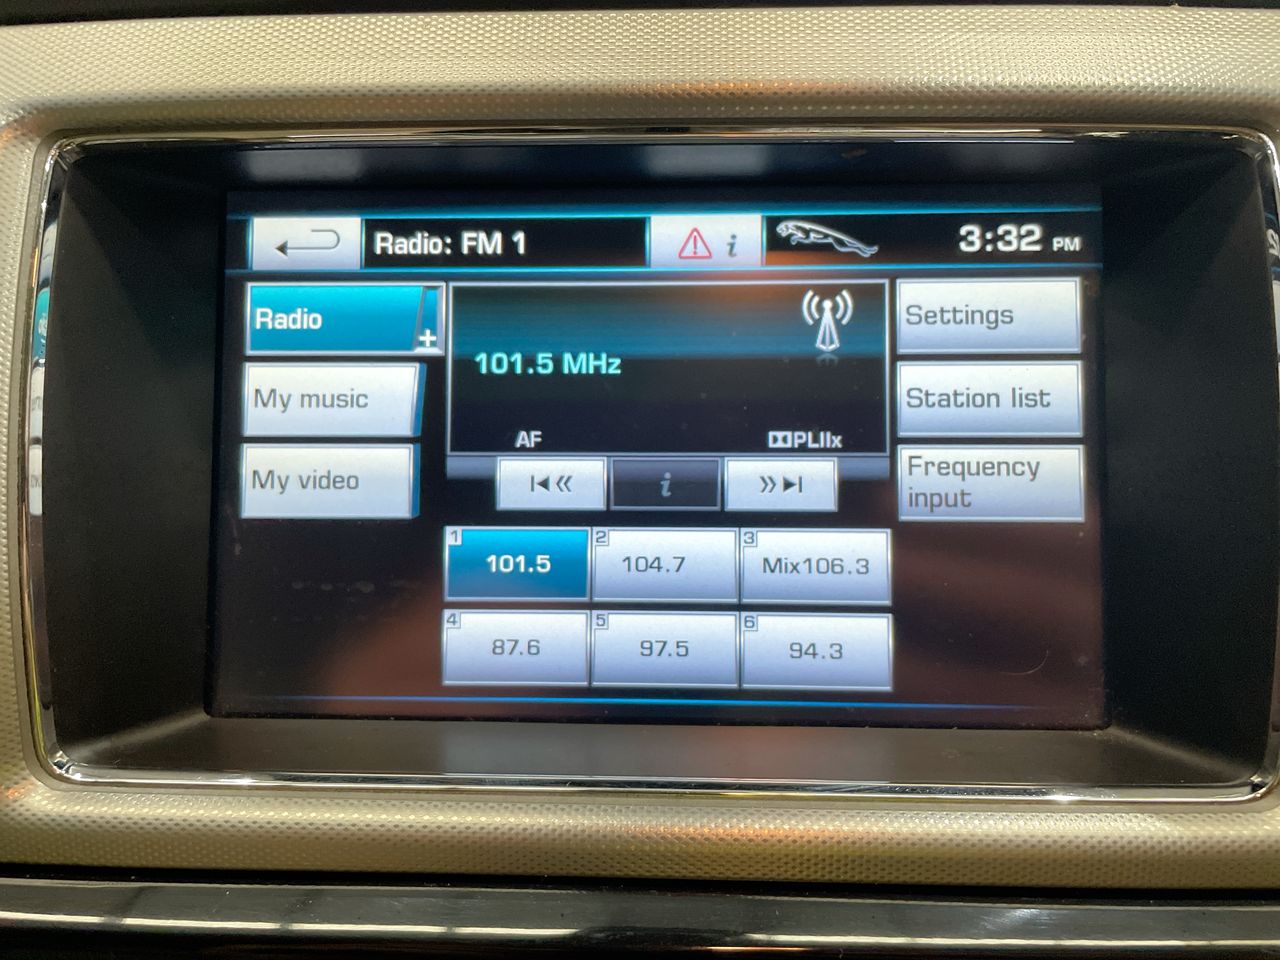 Radio: FM 1
i
3:32 PM
Radio
+
My music
My video
101.5 MHz
AF
PLIIx
i
Settings
Station list
Frequency
input
1
101.5
2
104.7
3
Mix106.3
4
87.6
5
97.5
6
94.3